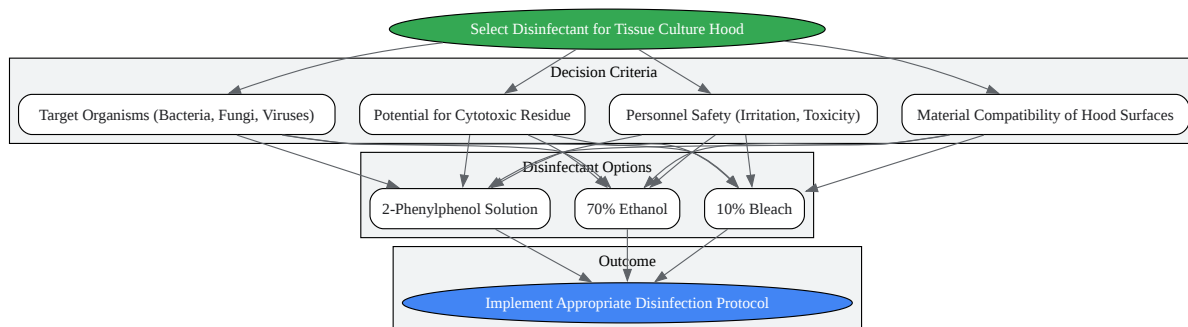 Select Disinfectant for Tissue Culture Hood
Decision Criteria
Target Organisms (Bacteria, Fungi, Viruses)
Potential for Cytotoxic Residue
Personnel Safety (Irritation, Toxicity)
Material Compatibility of Hood Surfaces
Disinfectant Options
2-Phenylphenol Solution
70% Ethanol
10% Bleach
Outcome
Implement Appropriate Disinfection Protocol